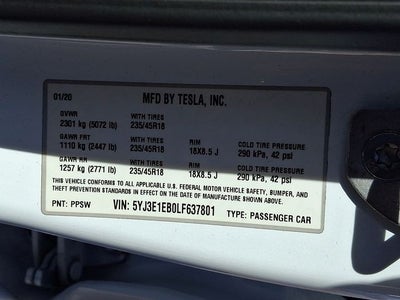 01/20 MFD BY TESLA, INC.
GVWR
2301 kg (5072 lb) WITH TIRES 235/45R18
GAWR FRT
1110 kg (2447 lb) WITH TIRES 235/45R18 RIM 18X8.5 J COLD TIRE PRESSURE 290 kPa, 42 psi
GAWR RR
1257 kg (2771 lb) WITH TIRES 235/45R18 RIM 18X8.5 J COLD TIRE PRESSURE 290 kPa, 42 psi
THIS VEHICLE CONFORMS TO ALL U.S. FEDERAL MOTOR VEHICLE SAFETY, BUMPER, AND
THEFT PREVENTION STANDARDS IN EFFECT ON THE DATE OF MANUFACTURE SHOWN ABOVE.
PNT: PPSW VIN: 5YJ3E1EB0LF637801 TYPE: PASSENGER CAR